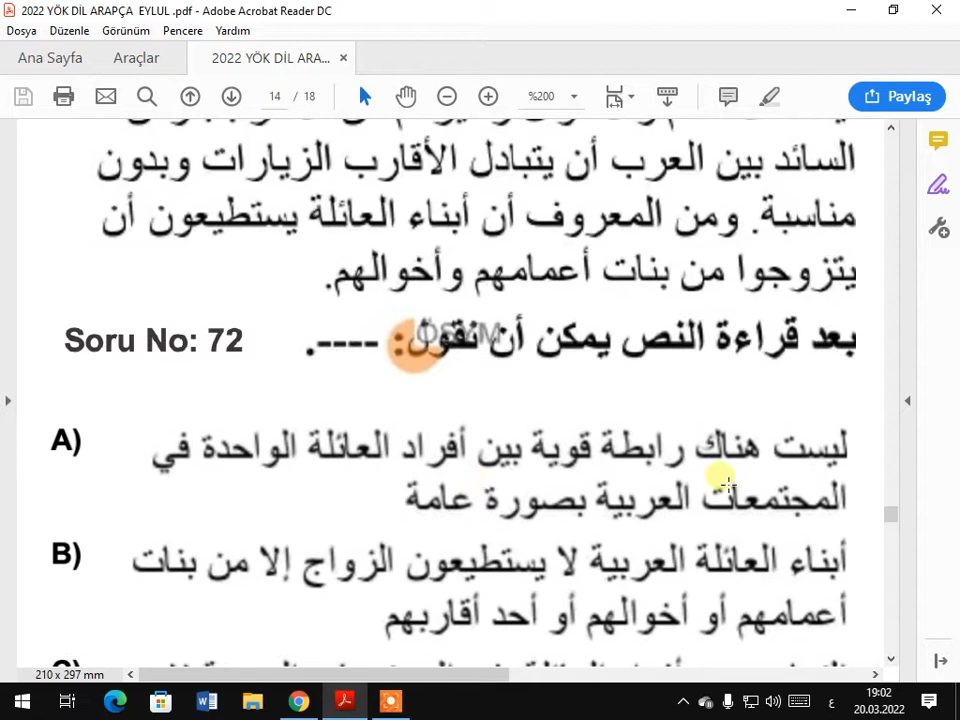 2022 YÖK DİL ARAPÇA EYLUL .pdf - Adobe Acrobat Reader DC
Dosya Düzenle Görünüm Pencere Yardım
Ana Sayfa Araçlar 2022 YÖK DİL ARA...
14 / 18 %200 Paylaş
السائد بين العرب أن يتبادل الأقارب الزيارات وبدون
مناسبة. ومن المعروف أن أبناء العائلة يستطيعون أن
يتزوجوا من بنات أعمامهم وأخوالهم.
Soru No: 72
بعد قراءة النص يمكن أن نقول: ----.
ÖSYM
A) ليست هناك رابطة قوية بين أفراد العائلة الواحدة في
المجتمعات العربية بصورة عامة
B) أبناء العائلة العربية لا يستطيعون الزواج إلا من بنات
أعمامهم أو أخوالهم أو أحد أقاربهم
210 x 297 mm
ع
19:02
20.03.2022